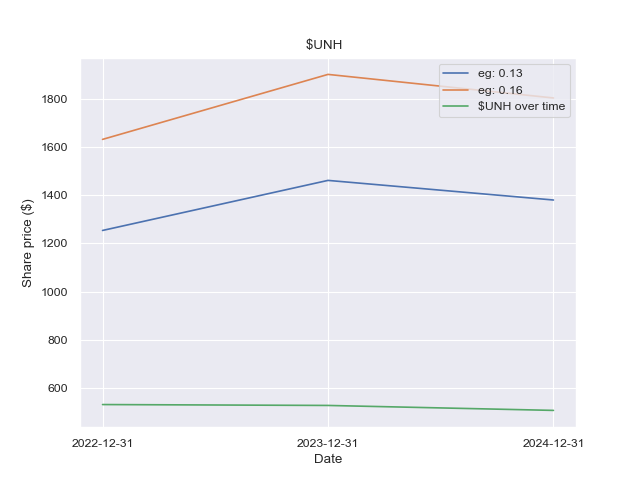 $UNH
eg: 0.13
eg: 0.16
$UNH over time
Share price ($)
1800
1600
1400
1200
1000
800
600
2022-12-31
2023-12-31
2024-12-31
Date